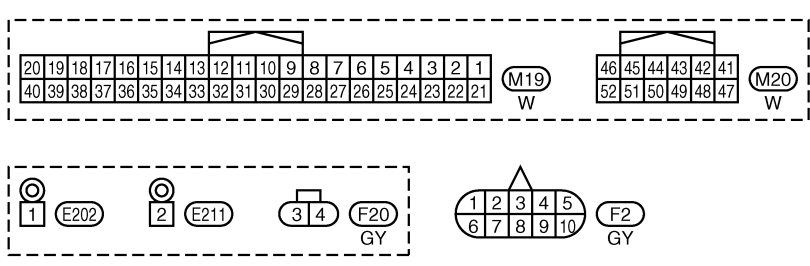 20 19 18 17 16 15 14 13 12 11 10 9 8 7 6 5 4 3 2 1
40 39 38 37 36 35 34 33 32 31 30 29 28 27 26 25 24 23 22 21
M19
W
46 45 44 43 42 41
52 51 50 49 48 47
M20
W
1 E202
2 E211
3 4 F20
GY
1 2 3 4 5
6 7 8 9 10
F2
GY